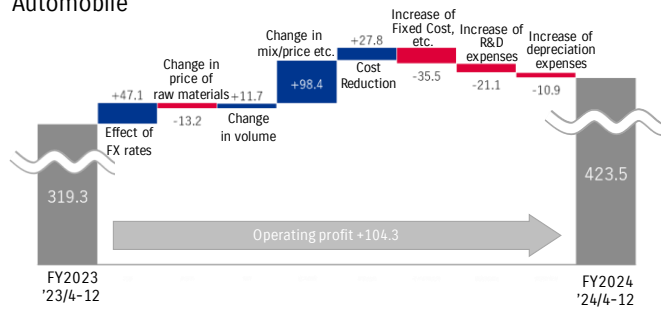 Automobile
+47.1
Effect of
FX rates
Change in
price of
raw materials
-13.2
+11.7
Change
in volume
Change in
mix/price etc.
+98.4
+27.8
Cost
Reduction
Increase of
Fixed Cost,
etc.
-35.5
Increase of
R&D
expenses
-21.1
Increase of
depreciation
expenses
-10.9
319.3
423.5
Operating profit +104.3
FY2023
'23/4-12
FY2024
'24/4-12